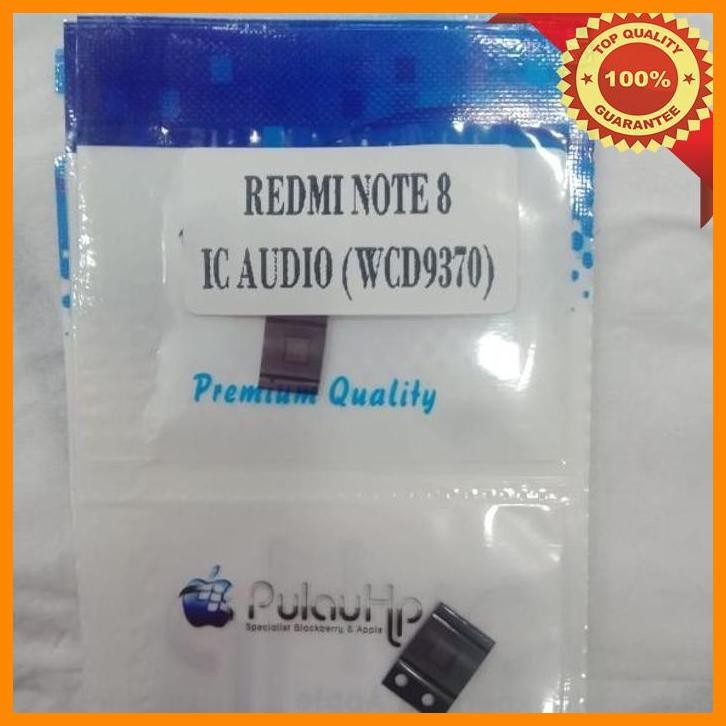 TOP QUALITY
100%
GUARANTEE
REDMI NOTE 8
IC AUDIO (WCD9370)
Premium Quality
PulauHp
Specialist Blackberry & Apple